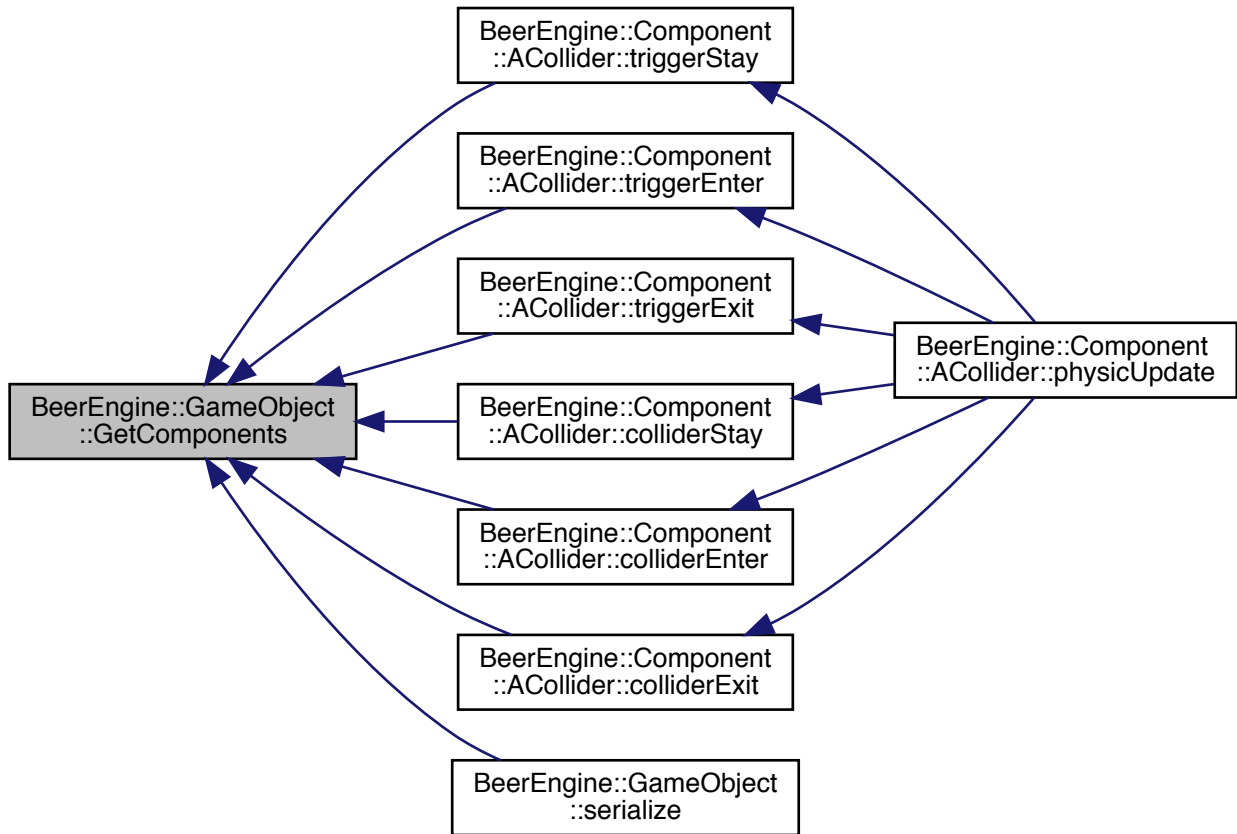 BeerEngine::Component
::ACollider::triggerStay
BeerEngine::Component
::ACollider::triggerEnter
BeerEngine::Component
::ACollider::triggerExit
BeerEngine::Component
::ACollider::physicUpdate
BeerEngine::GameObject
::GetComponents
BeerEngine::Component
::ACollider::colliderStay
BeerEngine::Component
::ACollider::colliderEnter
BeerEngine::Component
::ACollider::colliderExit
BeerEngine::GameObject
::serialize